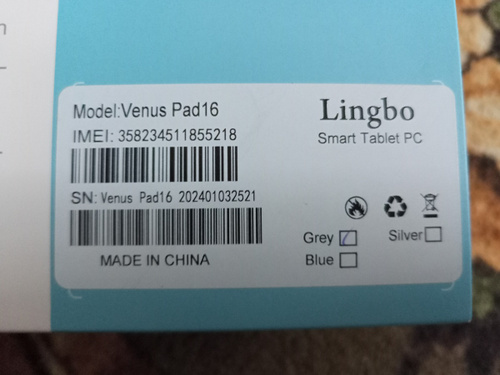 Model:Venus Pad16
IMEI: 358234511855218
SN: Venus Pad16 202401032521
MADE IN CHINA
Lingbo
Smart Tablet PC
Grey
Silver
Blue